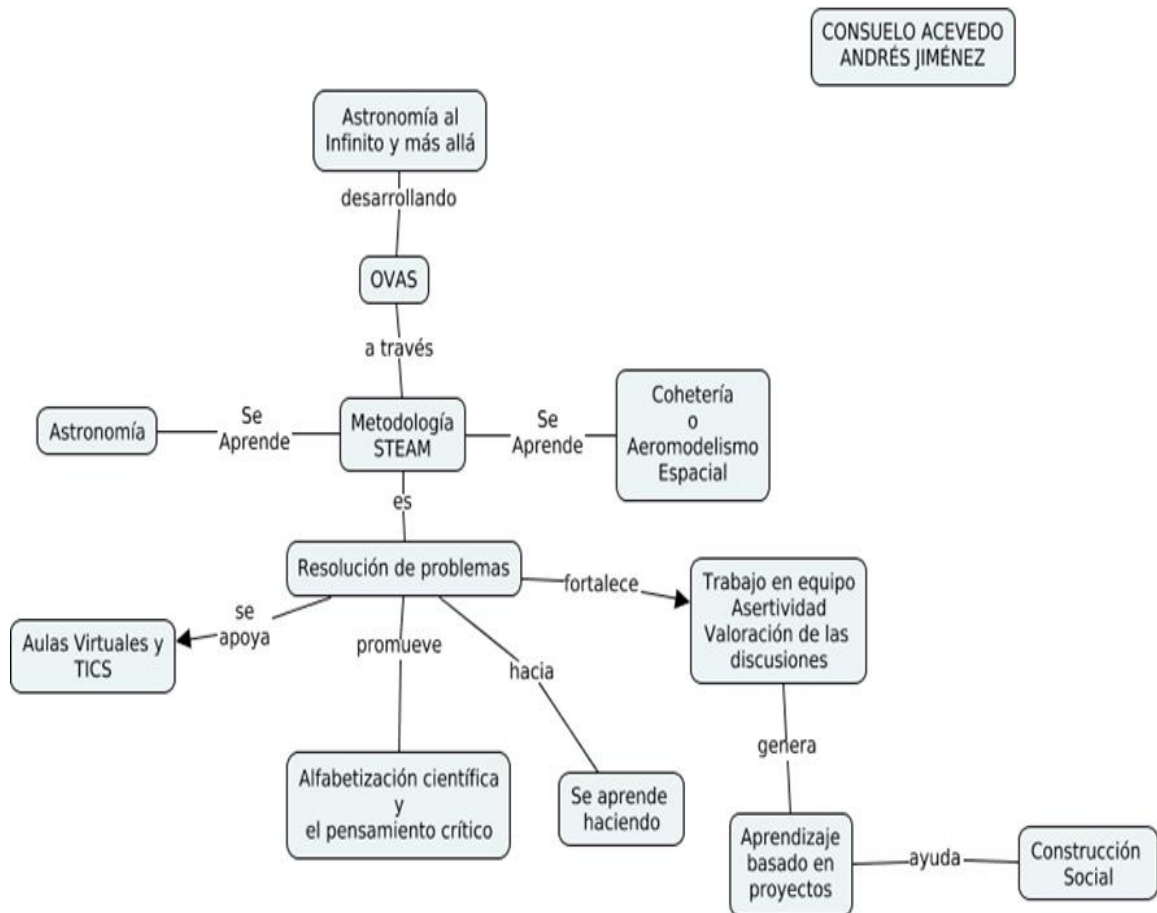 CONSUELO ACEVEDO
ANDRÉS JIMÉNEZ
Astronomía al
Infinito y más allá
desarrollando
OVAS
a través
Astronomía
Se
Aprende
Metodología
STEAM
Se
Aprende
Cohetería
o
Aeromodelismo
Espacial
es
Resolución de problemas
fortalece
Trabajo en equipo
Asertividad
Valoración de las
discusiones
se
apoya
Aulas Virtuales y
TICS
promueve
hacia
genera
Alfabetización científica
y
el pensamiento crítico
Se aprende
haciendo
Aprendizaje
basado en
proyectos
ayuda
Construcción
Social